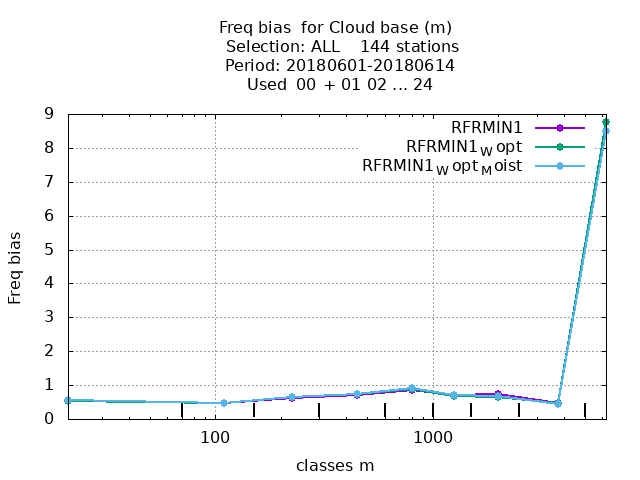 Freq bias  for Cloud base (m)
Selection: ALL    144 stations
Period: 20180601-20180614
Used  00 + 01 02 ... 24
RFRMIN1
RFRMIN1_W opt
RFRMIN1_W opt_M oist
Freq bias
9
8
7
6
5
4
3
2
1
0
100
1000
classes m